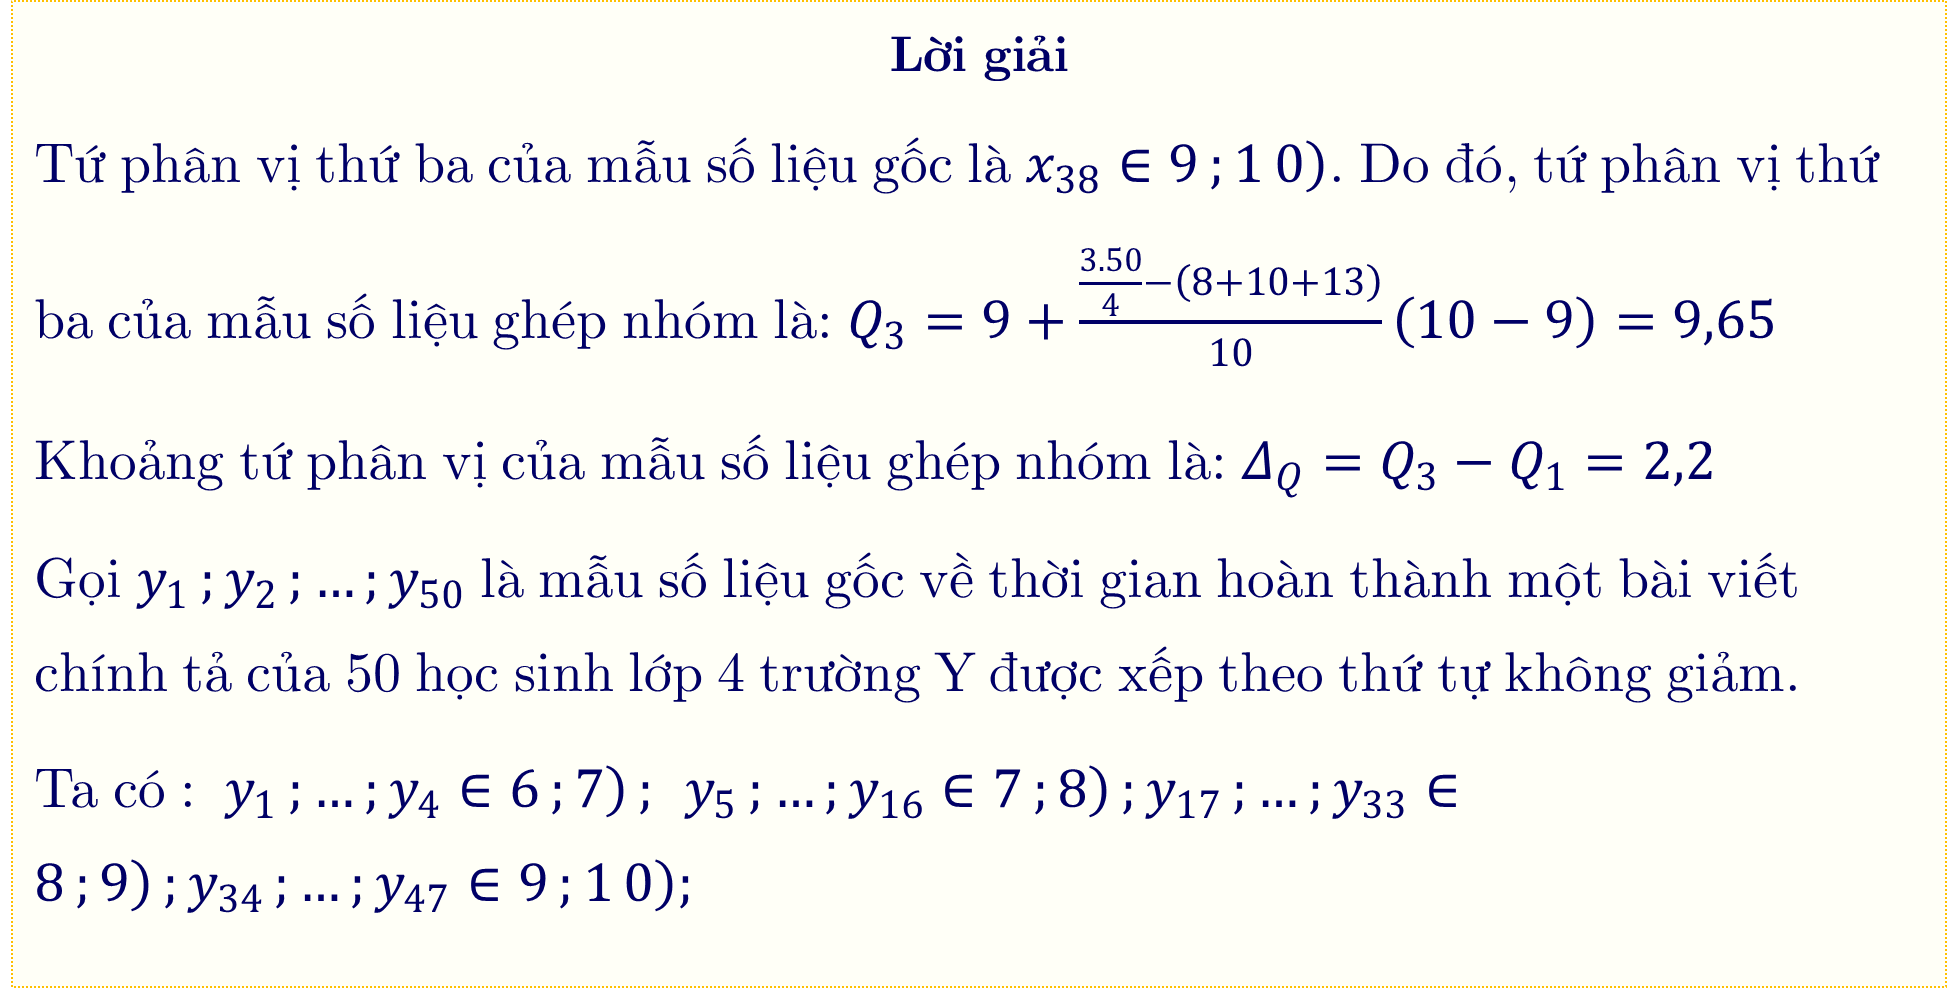 Lời giải
Tứ phân vị thứ ba của mẫu số liệu gốc là x₃₈ ∈ 9 ; 1 0). Do đó, tứ phân vị thứ
ba của mẫu số liệu ghép nhóm là: Q₃ = 9 + \frac{\frac{3.50}{4}−(8+10+13)}{10} (10 − 9) = 9,65
Khoảng tứ phân vị của mẫu số liệu ghép nhóm là: Δ_Q = Q₃ − Q₁ = 2,2
Gọi y₁ ; y₂ ; … ; y₅₀ là mẫu số liệu gốc về thời gian hoàn thành một bài viết
chính tả của 50 học sinh lớp 4 trường Y được xếp theo thứ tự không giảm.
Ta có : y₁ ; … ; y₄ ∈ 6 ; 7) ; y₅ ; … ; y₁₆ ∈ 7 ; 8) ; y₁₇ ; … ; y₃₃ ∈
8 ; 9) ; y₃₄ ; … ; y₄₇ ∈ 9 ; 1 0);